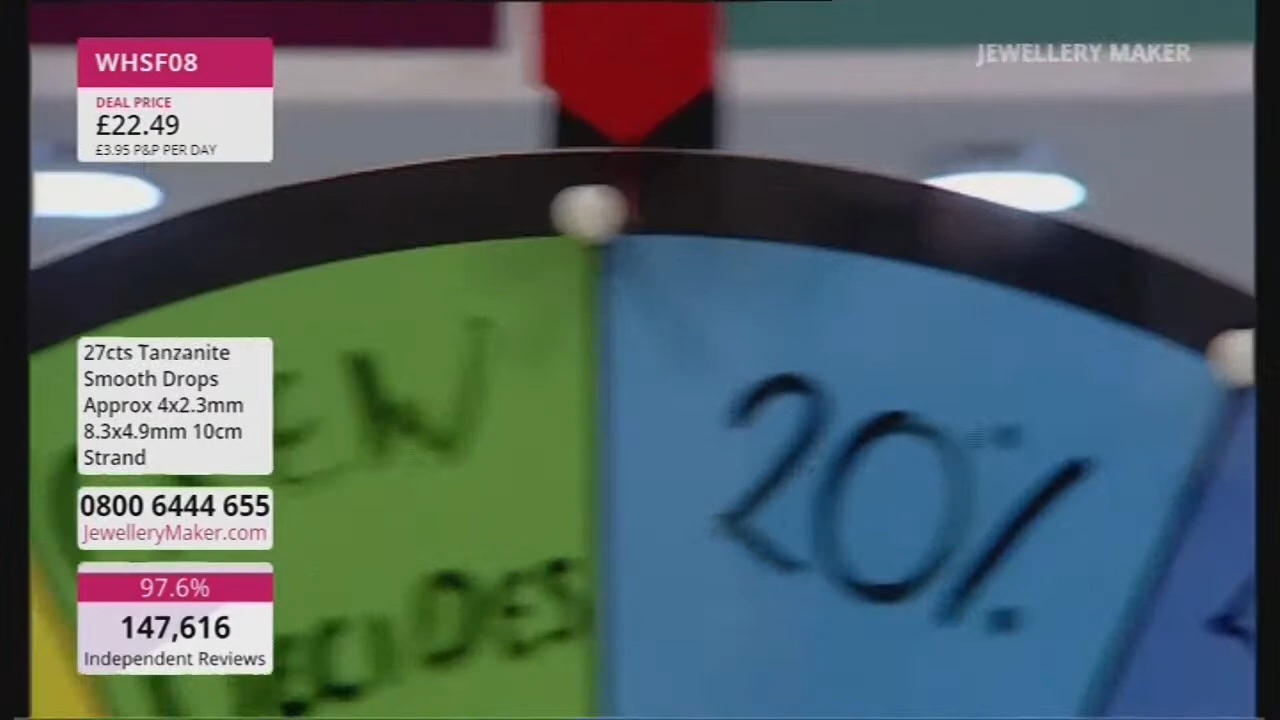 WHSF08
DEAL PRICE
£22.49
£3.95 P&P PER DAY
JEWELLERY MAKER
27cts Tanzanite
Smooth Drops
Approx 4x2.3mm
8.3x4.9mm 10cm
Strand
0800 6444 655
JewelleryMaker.com
97.6%
147,616
Independent Reviews
20%